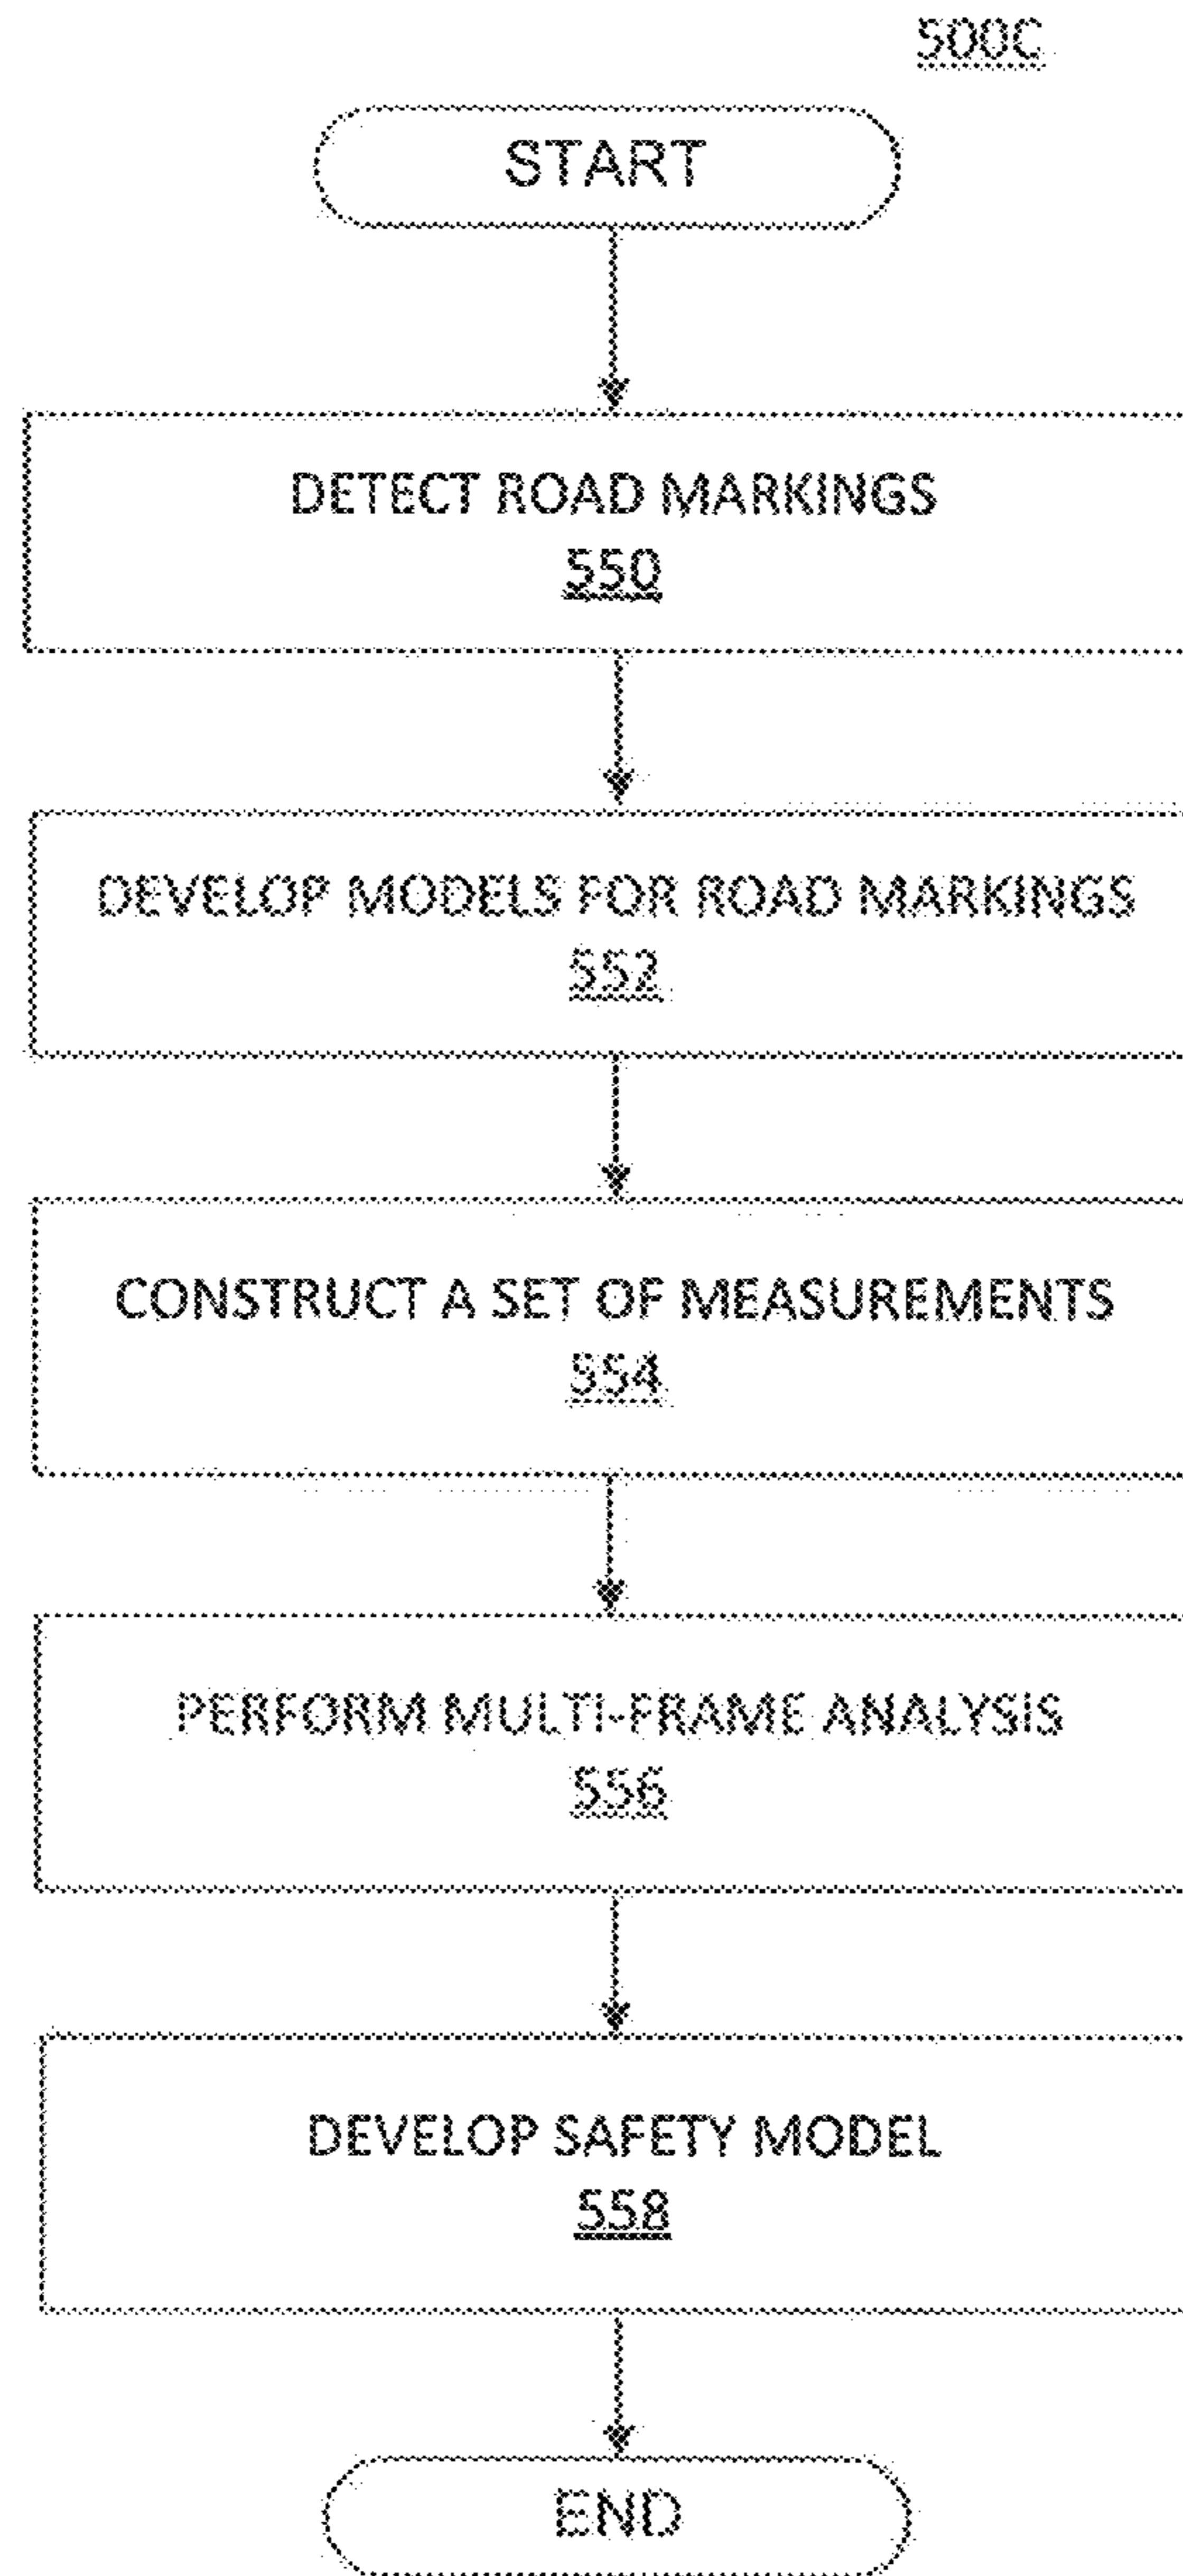 500C
START
DETECT ROAD MARKINGS
550
DEVELOP MODELS FOR ROAD MARKINGS
552
CONSTRUCT A SET OF MEASUREMENTS
554
PERFORM MULTI-FRAME ANALYSIS
556
DEVELOP SAFETY MODEL
558
END